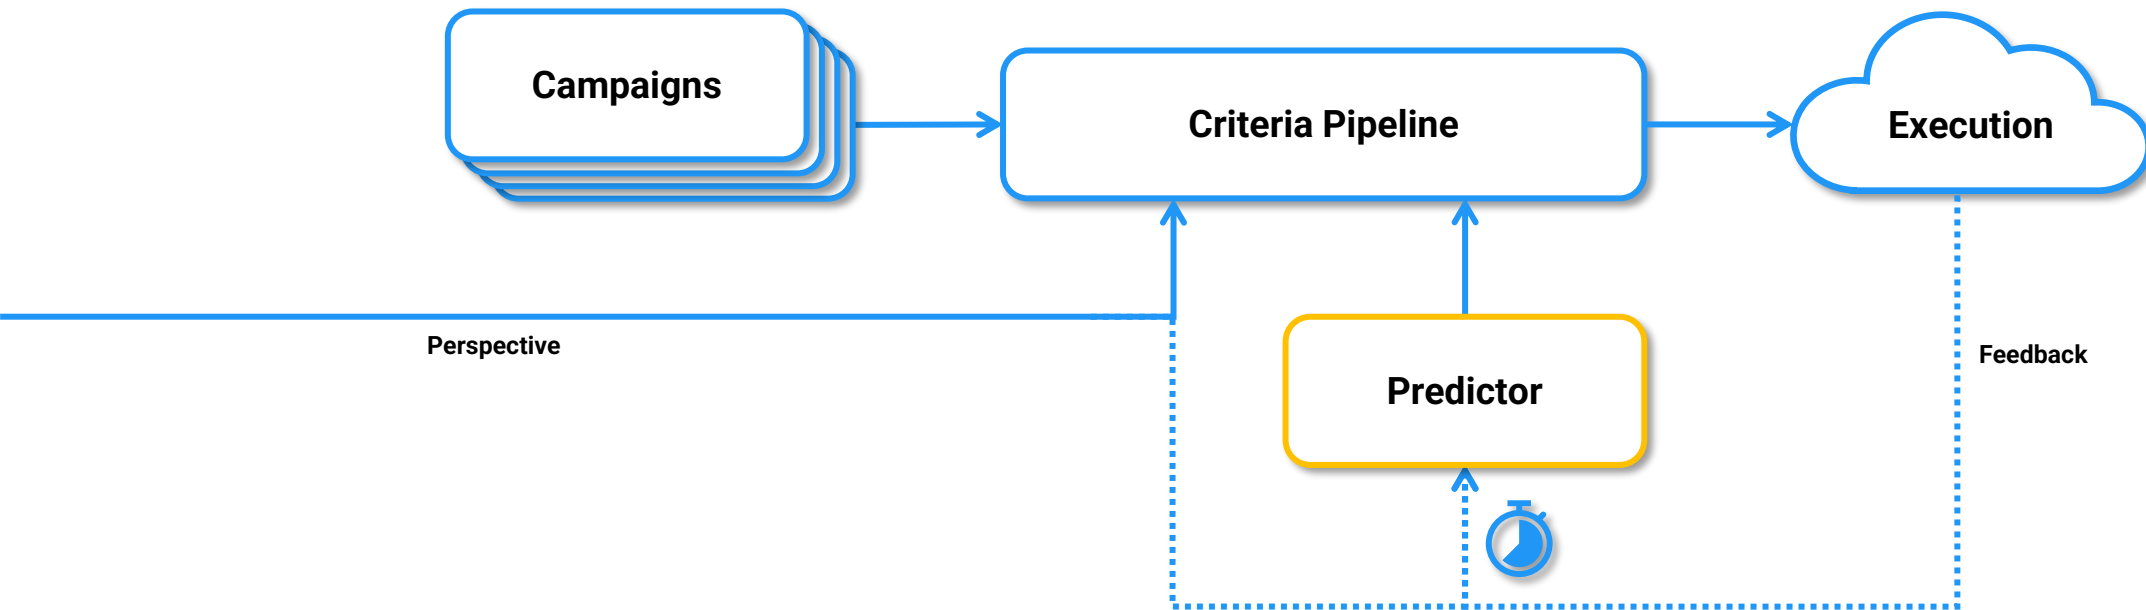 Campaigns
Criteria Pipeline
Execution
Perspective
Feedback
Predictor